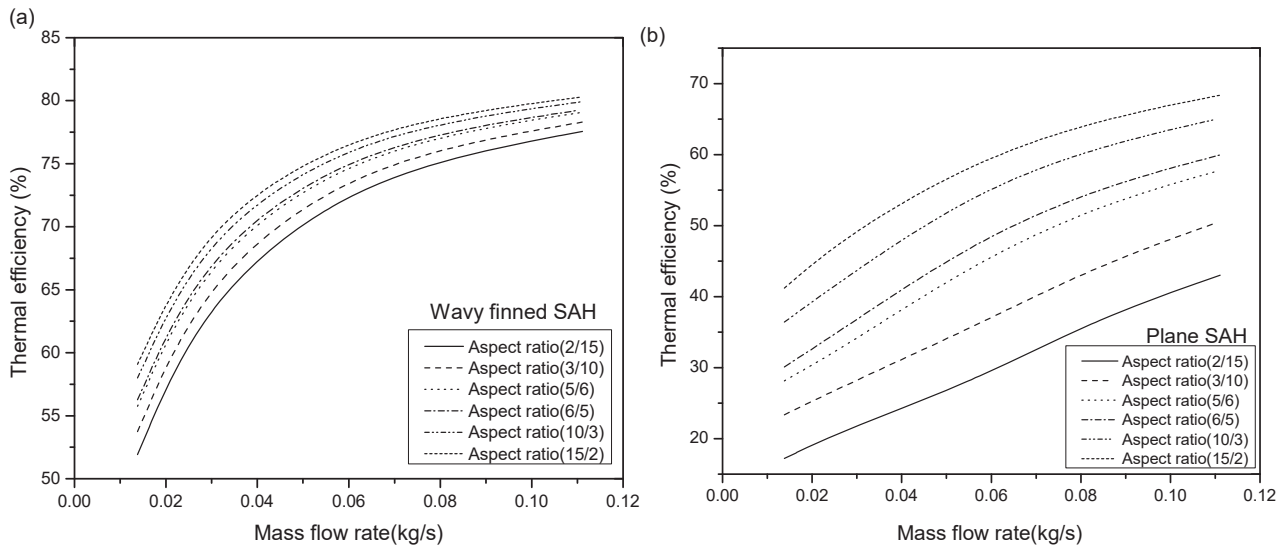 (a)
85
80
75
70
65
60
55
50
0.00 0.02 0.04 0.06 0.08 0.10 0.12
Thermal efficiency (%)
Mass flow rate(kg/s)
Wavy finned SAH
Aspect ratio(2/15)
Aspect ratio(3/10)
Aspect ratio(5/6)
Aspect ratio(6/5)
Aspect ratio(10/3)
Aspect ratio(15/2)
(b)
70
60
50
40
30
20
0.00 0.02 0.04 0.06 0.08 0.10 0.12
Thermal efficiency (%)
Mass flow rate(kg/s)
Plane SAH
Aspect ratio(2/15)
Aspect ratio(3/10)
Aspect ratio(5/6)
Aspect ratio(6/5)
Aspect ratio(10/3)
Aspect ratio(15/2)